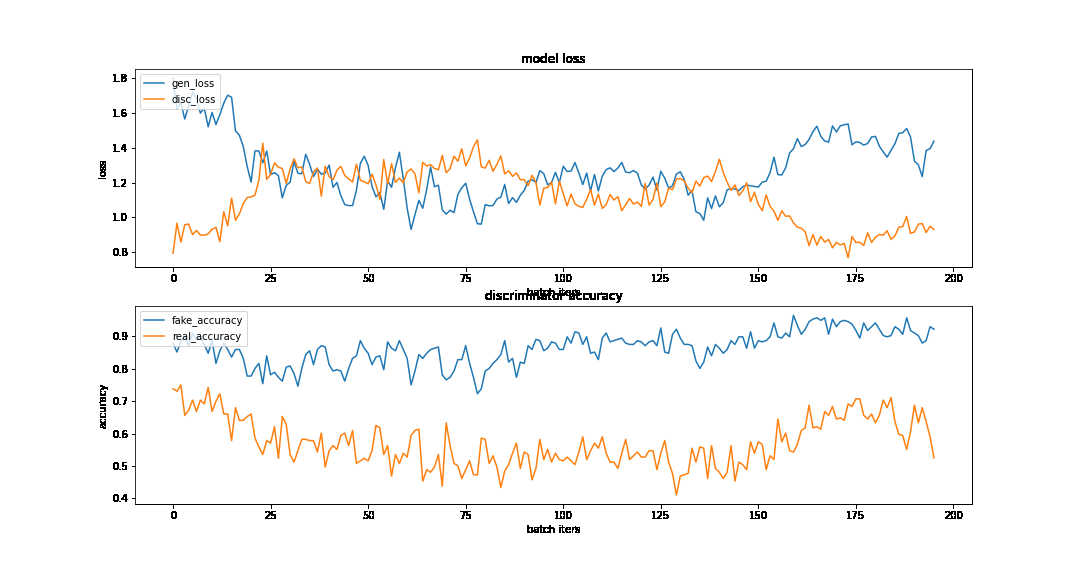 model loss
1.8
1.6
1.4
1.2
1.0
0.8
loss
gen_loss
disc_loss
0 25 50 75 100 125 150 175 200
batch iters
discriminator accuracy
0.9
0.8
0.7
0.6
0.5
0.4
accuracy
fake_accuracy
real_accuracy
0 25 50 75 100 125 150 175 200
batch iters